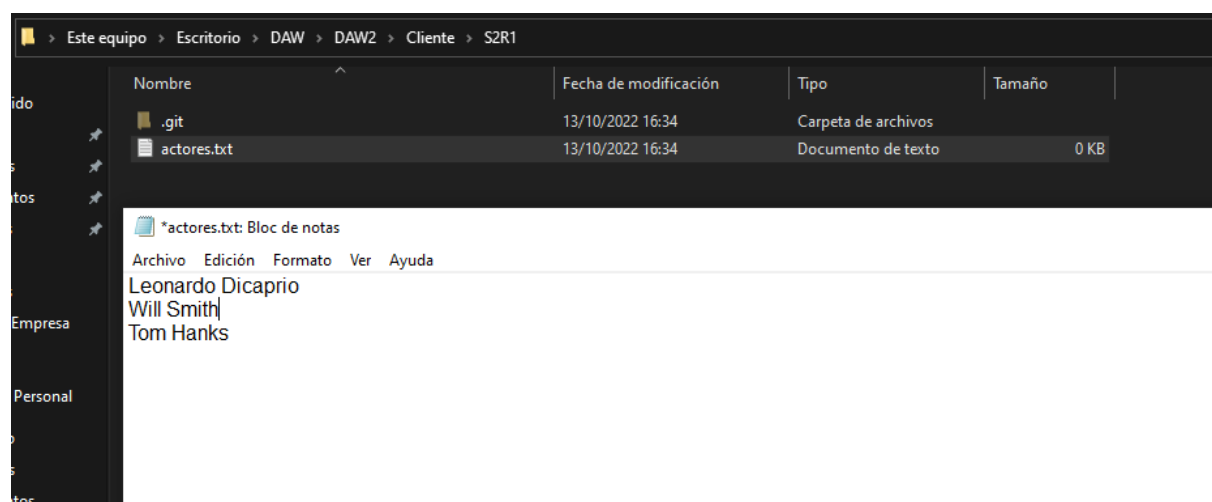 Este equipo > Escritorio > DAW > DAW2 > Cliente > S2R1
Nombre Fecha de modificación Tipo Tamaño
.git 13/10/2022 16:34 Carpeta de archivos
actores.txt 13/10/2022 16:34 Documento de texto 0 KB
*actores.txt: Bloc de notas
Archivo Edición Formato Ver Ayuda
Leonardo Dicaprio
Will Smith
Tom Hanks
Empresa
Personal